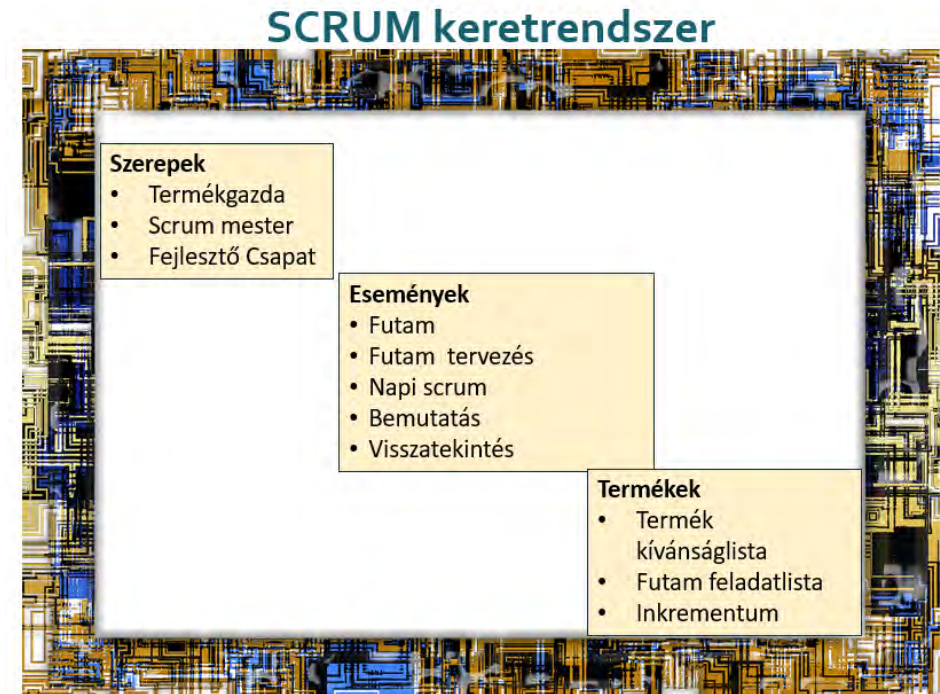 SCRUM keretrendszer
Szerepek
• Termékgazda
• Scrum mester
• Fejlesztő Csapat
Események
• Futam
• Futam tervezés
• Napi scrum
• Bemutatás
• Visszatekintés
Termékek
• Termék
kívánságlista
• Futam feladatlista
• Inkrementum